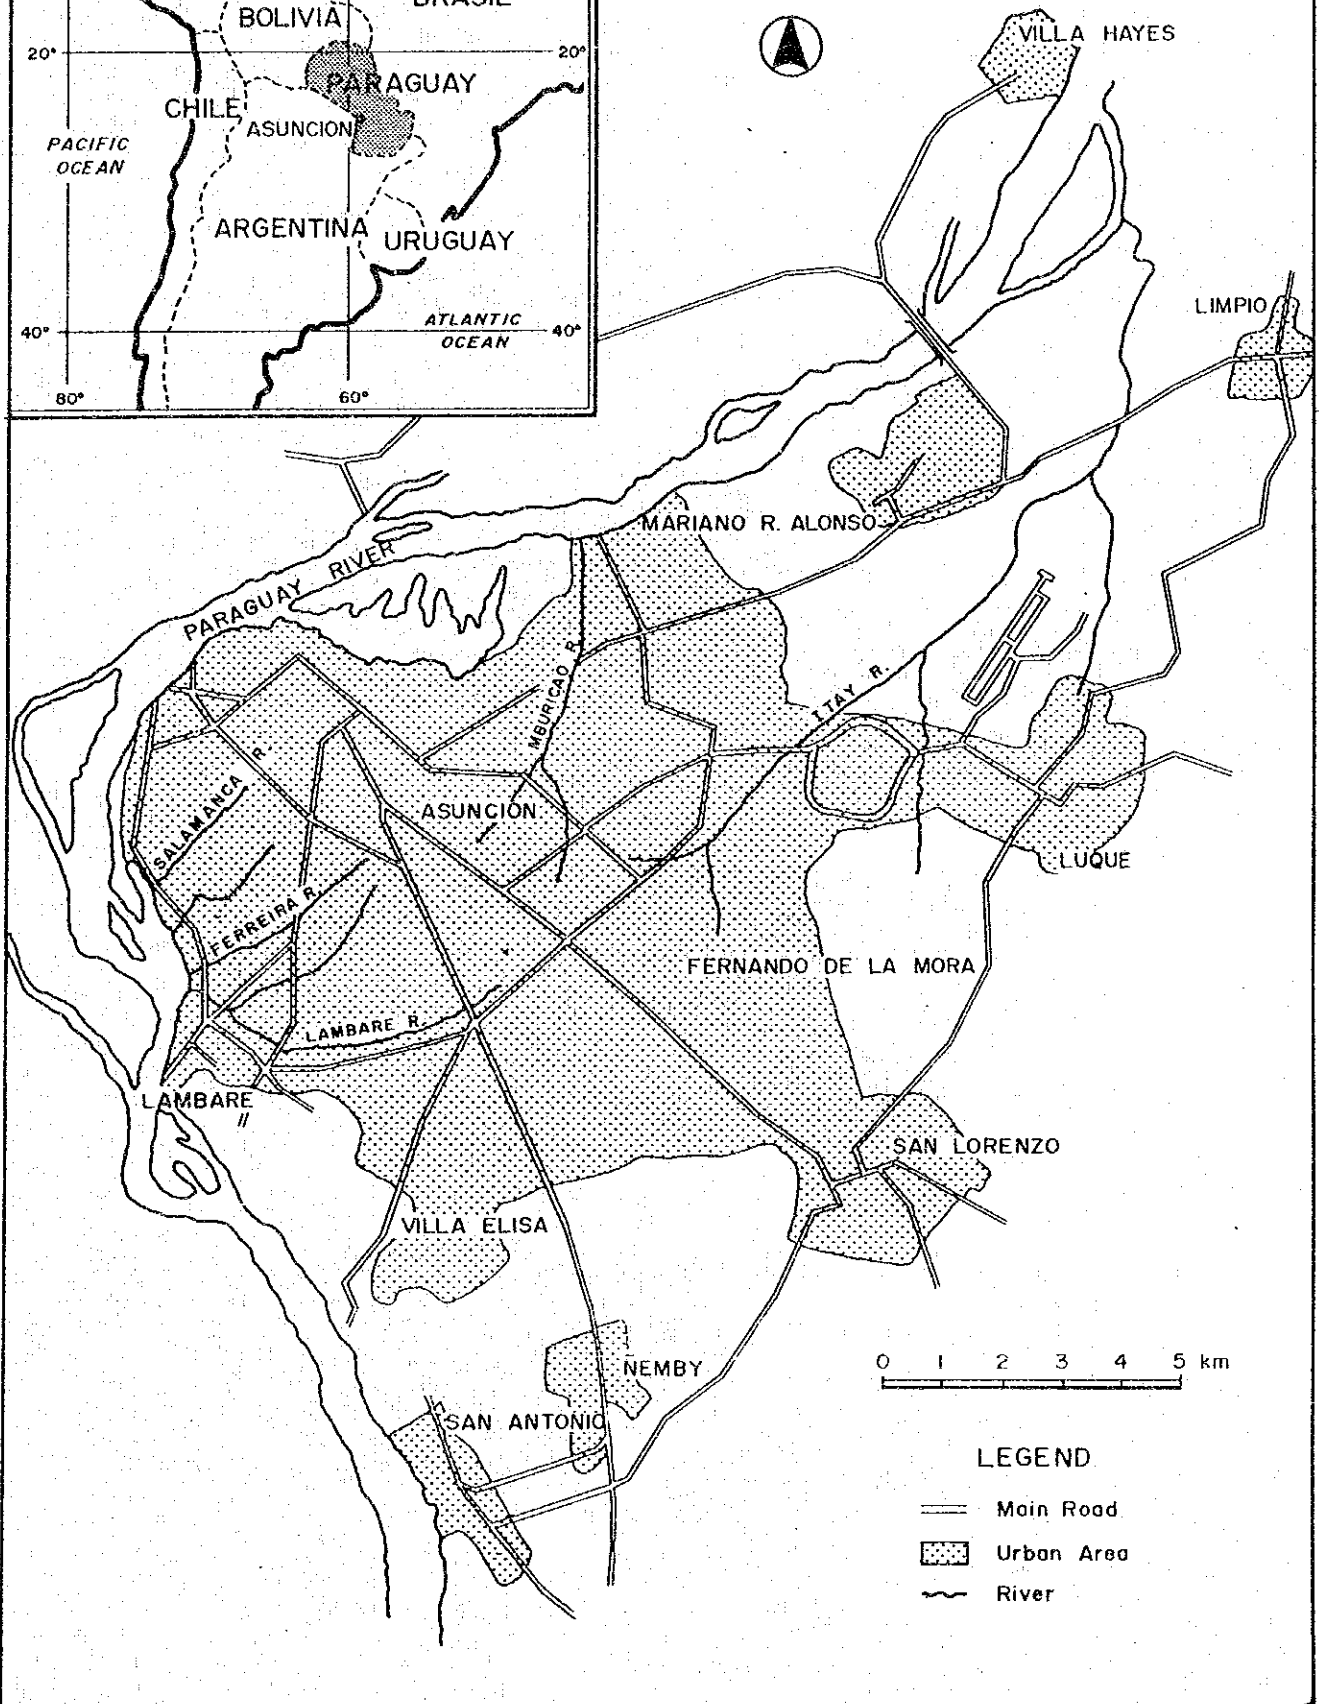 BRASIL
BOLIVIA
20°
20°
PARAGUAY
CHILE
ASUNCION
PACIFIC
OCEAN
ARGENTINA
URUGUAY
ATLANTIC
OCEAN
40°
40°
80°
60°
VILLA HAYES
LIMPIO
MARIANO R. ALONSO
PARAGUAY RIVER
MBURICAO R.
ITAY R.
SALAMANCA R.
ASUNCIÓN
LUQUE
FERREIRA R.
FERNANDO DE LA MORA
LAMBARE R.
LAMBARE
SAN LORENZO
VILLA ELISA
ÑEMBY
SAN ANTONIO
0 1 2 3 4 5 km
LEGEND
Main Road
Urban Area
River